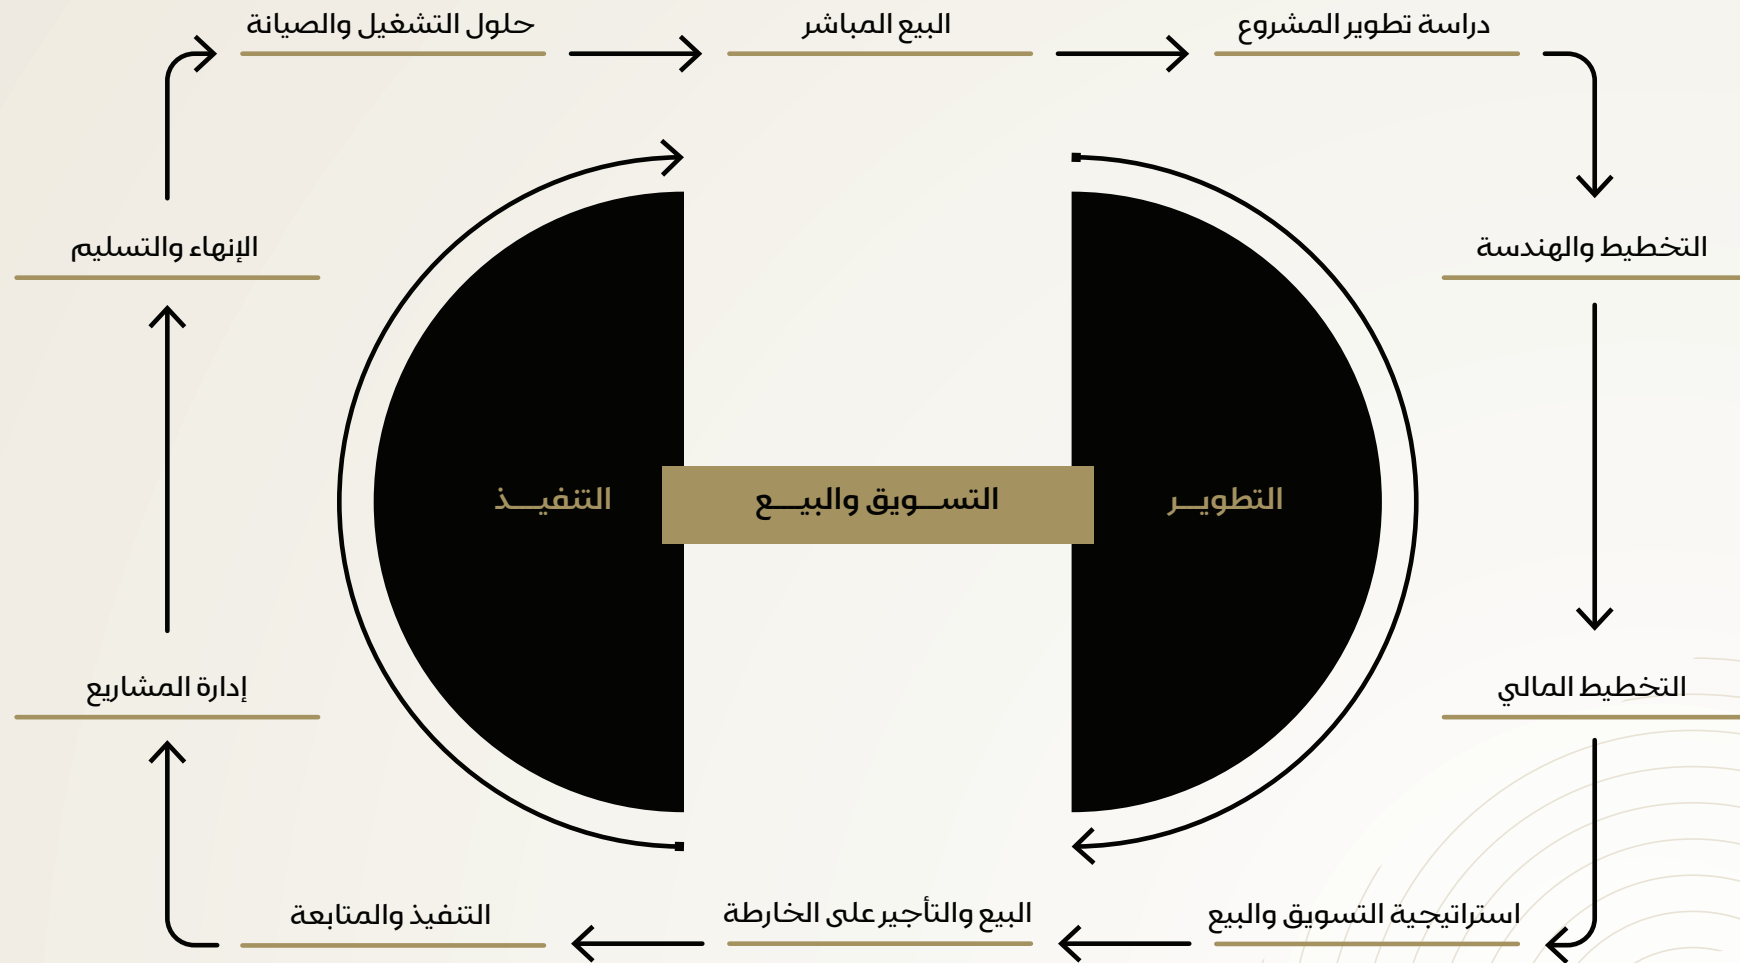 دراسة تطوير المشروع
البيع المباشر
حلول التشغيل والصيانة
التخطيط والهندسة
الإنهاء والتسليم
التطويـــر
التســـويق والبيـــع
التنفيـــذ
التخطيط المالي
إدارة المشاريع
استراتيجية التسويق والبيع
البيع والتأجير على الخارطة
التنفيذ والمتابعة